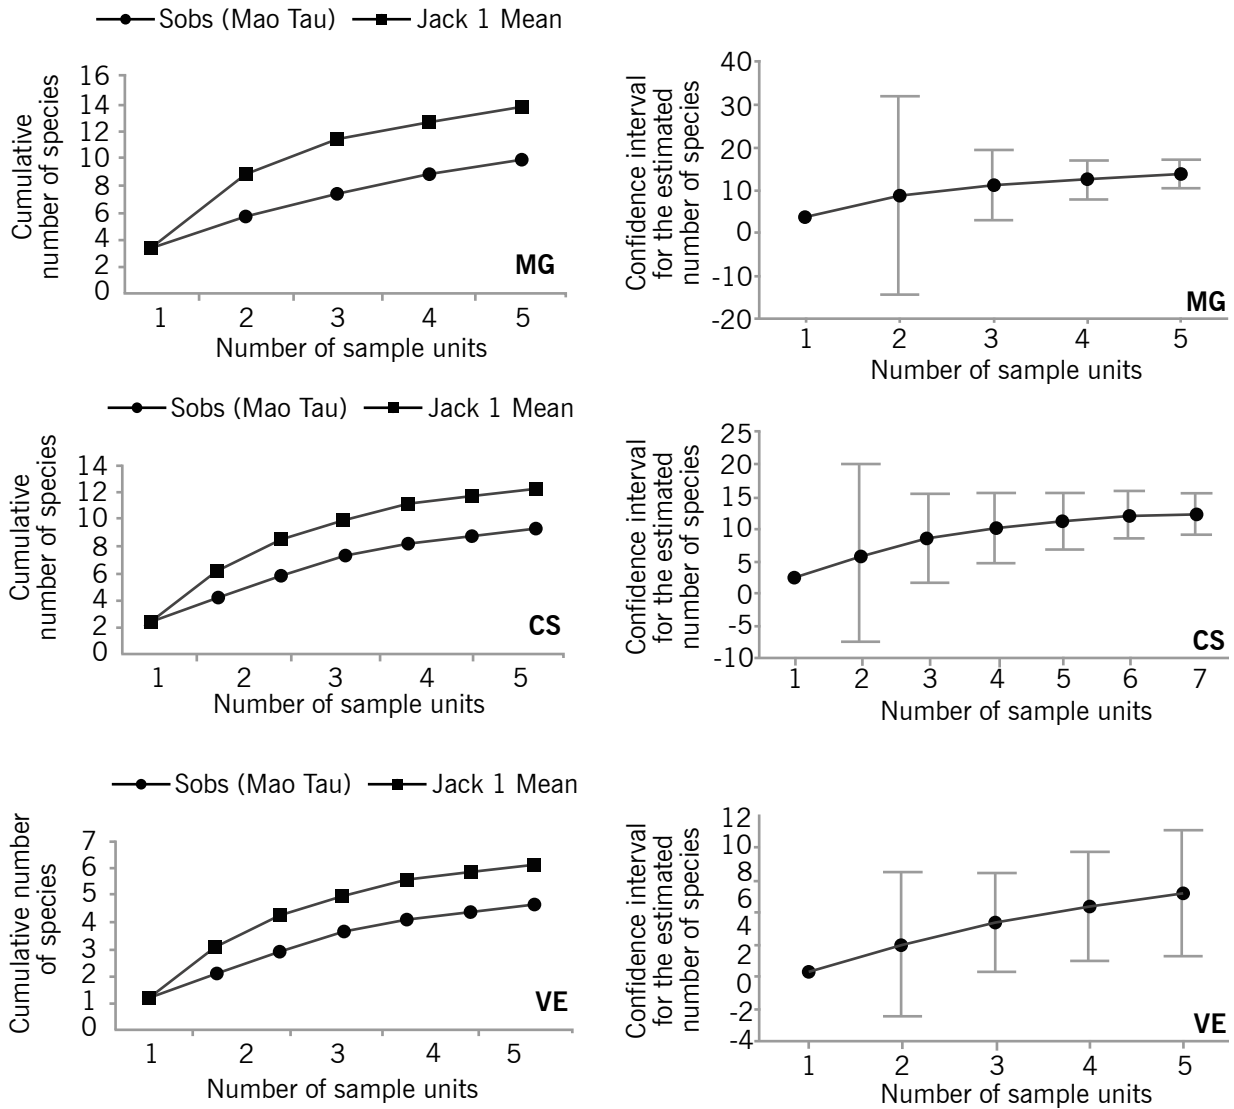 Sobs (Mao Tau) Jack 1 Mean
Cumulative
number of species
16
14
12
10
8
6
4
2
0
MG
1 2 3 4 5
Number of sample units
Confidence interval
for the estimated
number of species
40
30
20
10
0
-10
-20
MG
1 2 3 4 5
Number of sample units
Sobs (Mao Tau) Jack 1 Mean
Cumulative
number of species
14
12
10
8
6
4
2
0
CS
1 2 3 4 5
Number of sample units
Confidence interval
for the estimated
number of species
25
20
15
10
5
0
-5
-10
CS
1 2 3 4 5 6 7
Number of sample units
Sobs (Mao Tau) Jack 1 Mean
Cumulative number
of species
7
6
5
4
3
2
1
0
VE
1 2 3 4 5
Number of sample units
Confidence interval
for the estimated
number of species
12
10
8
6
4
2
0
-2
-4
VE
1 2 3 4 5
Number of sample units